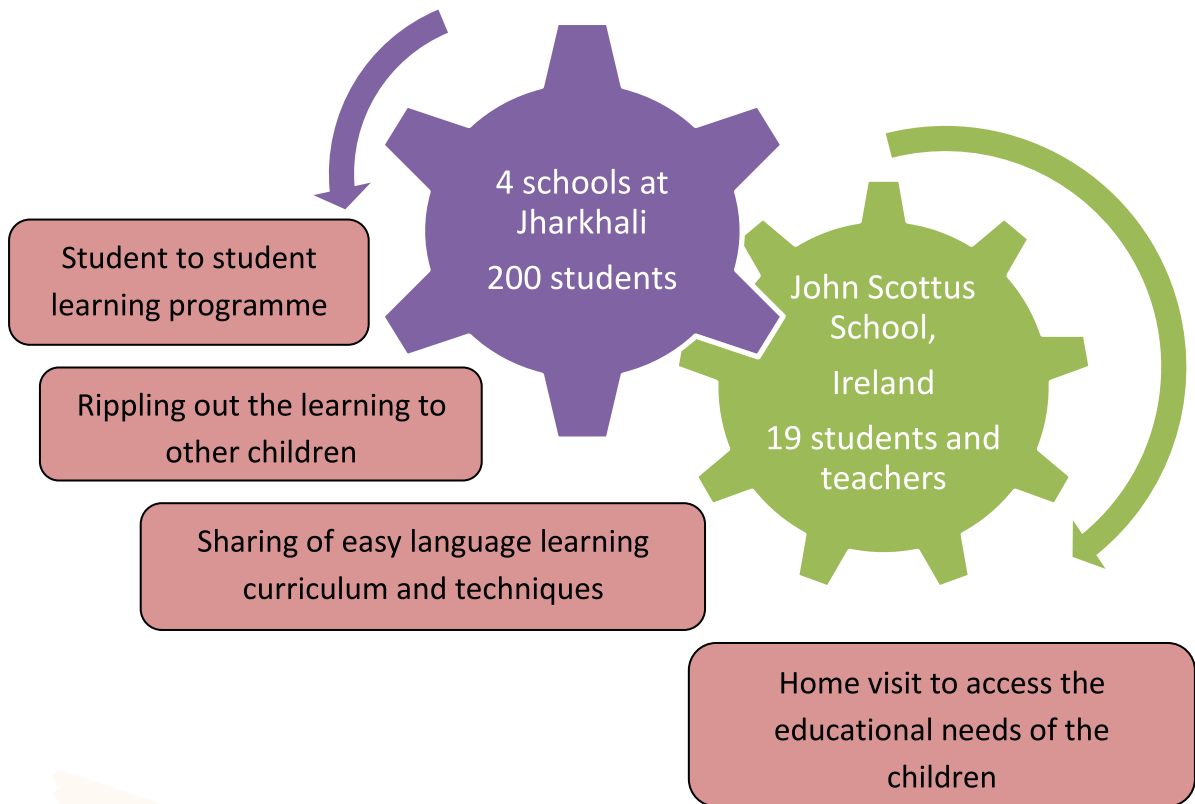 4 schools at
Jharkhali
200 students
John Scottus
School,
Ireland
19 students and
teachers
Student to student
learning programme
Rippling out the learning to
other children
Sharing of easy language learning
curriculum and techniques
Home visit to access the
educational needs of the
children